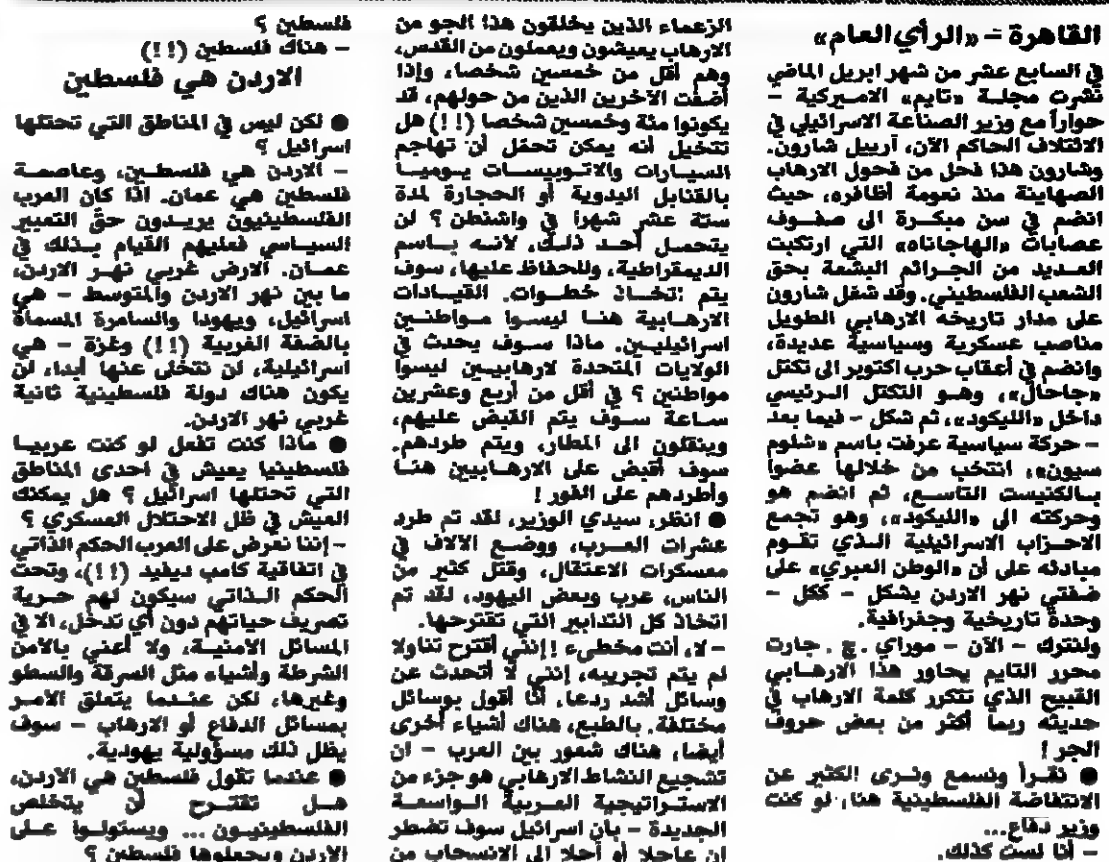 القاهرة - «الرأي العام»
في السابع عشر من شهر ابريل الماضي
نشرت مجلة «تايم» الاميركية -
حواراً مع وزير الصناعة الاسرائيلي في
الائتلاف الحاكم الآن، آرييل شارون.
وشارون هذا فحل من فحول الارهاب
الصهاينة منذ نعومة أظافره، حيث
انضم في سن مبكرة الى صفوف
عصابات «الهاجاناه» التي ارتكبت
العديد من الجرائم البشعة بحق
الشعب الفلسطيني. وقد شغل شارون
على مدار تاريخه الارهابي الطويل
مناصب عسكرية وسياسية عديدة،
وانضم في أعقاب حرب اكتوبر الى تكتل
«جاحال»، وهو التكتل الرئيسي
داخل «الليكود»، ثم شكل - فيما بعد
- حركة سياسية عرفت باسم «شلوم
سيون»، انتخب من خلالها عضوا
بالكنيست التاسع، ثم انضم هو
وحركته الى «الليكود»، وهو تجمع
الاحزاب الاسرائيلية الذي تقوم
مبادئه على أن «الوطن العبري» على
ضفتي نهر الاردن يشكل - ككل -
وحدة تاريخية وجغرافية.
ولنترك - الآن - موراي . ج . جارت
محرر التايم يحاور هذا الارهابي
القبيح الذي تتكرر كلمة الارهاب في
حديثه ربما أكثر من بعض حروف
الجر !
● نقرأ ونسمع ونرى الكثير عن
الانتفاضة الفلسطينية هنا، لو كنت
وزير دفاع...
- أنا لست كذلك.
الزعماء الذين يخلقون هذا الجو من
الارهاب يعيشون ويعملون من القدس،
وهم أقل من خمسين شخصا، وإذا
أضفت الآخرين الذين من حولهم، قد
يكونوا مئة وخمسين شخصا (!!) هل
تتخيل أنه يمكن تحمّل أن تهاجم
السيارات والاتوبيسات يوميا
بالقنابل اليدوية أو الحجارة لمدة
ستة عشر شهرا في واشنطن ؟ لن
يتحمل أحد ذلك، لانه باسم
الديمقراطية، وللحفاظ عليها، سوف
يتم اتخاذ خطوات. القيادات
الارهابية هنا ليسوا مواطنين
اسرائيليين. ماذا سوف يحدث في
الولايات المتحدة لارهابيين ليسوا
مواطنين ؟ في أقل من أربع وعشرين
ساعة سوف يتم القبض عليهم،
وينقلون الى المطار، ويتم طردهم.
سوف أقبض على الارهابيين هنا
وأطردهم على الفور !
● انظر، سيدي الوزير، لقد تم طرد
عشرات العرب، ووضع الآلاف في
معسكرات الاعتقال، وقتل كثير من
الناس، عرب وبعض اليهود، لقد تم
اتخاذ كل التدابير التي تقترحها.
- لا، أنت مخطىء ! إنني أقترح تناولا
لم يتم تجريبه، إنني لا أتحدث عن
وسائل أشد ردعا، أنا أقول بوسائل
مختلفة. بالطبع، هناك أشياء أخرى
أيضا، هناك شعور بين العرب - ان
تشجيع النشاط الارهابي هو جزء من
الاستراتيجية العربية الواسعة
الجديدة - بأن اسرائيل سوف تضطر
إن عاجلا أو آجلا الى الانسحاب من
فلسطين ؟
- هناك فلسطين (!!)
الاردن هي فلسطين
● لكن ليس في المناطق التي تحتلها
اسرائيل ؟
- الاردن هي فلسطين، وعاصمة
فلسطين هي عمان. اذا كان العرب
الفلسطينيون يريدون حقّ التعبير
السياسي فعليهم القيام بذلك في
عمان. الارض غربي نهر الاردن،
ما بين نهر الاردن والمتوسط - هي
اسرائيل، ويهودا والسامرة المسماة
بالضفة الغربية (!!) وغزة - هي
اسرائيلية، لن نتخلى عنها أبدا، لن
يكون هناك دولة فلسطينية ثانية
غربي نهر الاردن.
● ماذا كنت تفعل لو كنت عربيا
فلسطينيا يعيش في احدى المناطق
التي تحتلها اسرائيل ؟ هل يمكنك
العيش في ظل الاحتلال العسكري ؟
- إننا نعرض على العرب الحكم الذاتي
في اتفاقية كامب ديفيد (!!)، وتحت
الحكم الذاتي سيكون لهم حرية
تصريف حياتهم دون أي تدخل، الا في
المسائل الامنية، ولا أعني بالأمن
الشرطة وأشياء مثل السرقة والسطو
وغيرها، لكن عندما يتعلق الامر
بمسائل الدفاع أو الارهاب - سوف
يظل ذلك مسؤولية يهودية.
● عندما تقول فلسطين هي الأردن،
هل تقترح أن يتخلص
الفلسطينيون ... ويستولوا على
الاردن ويجعلوها فلسطين ؟